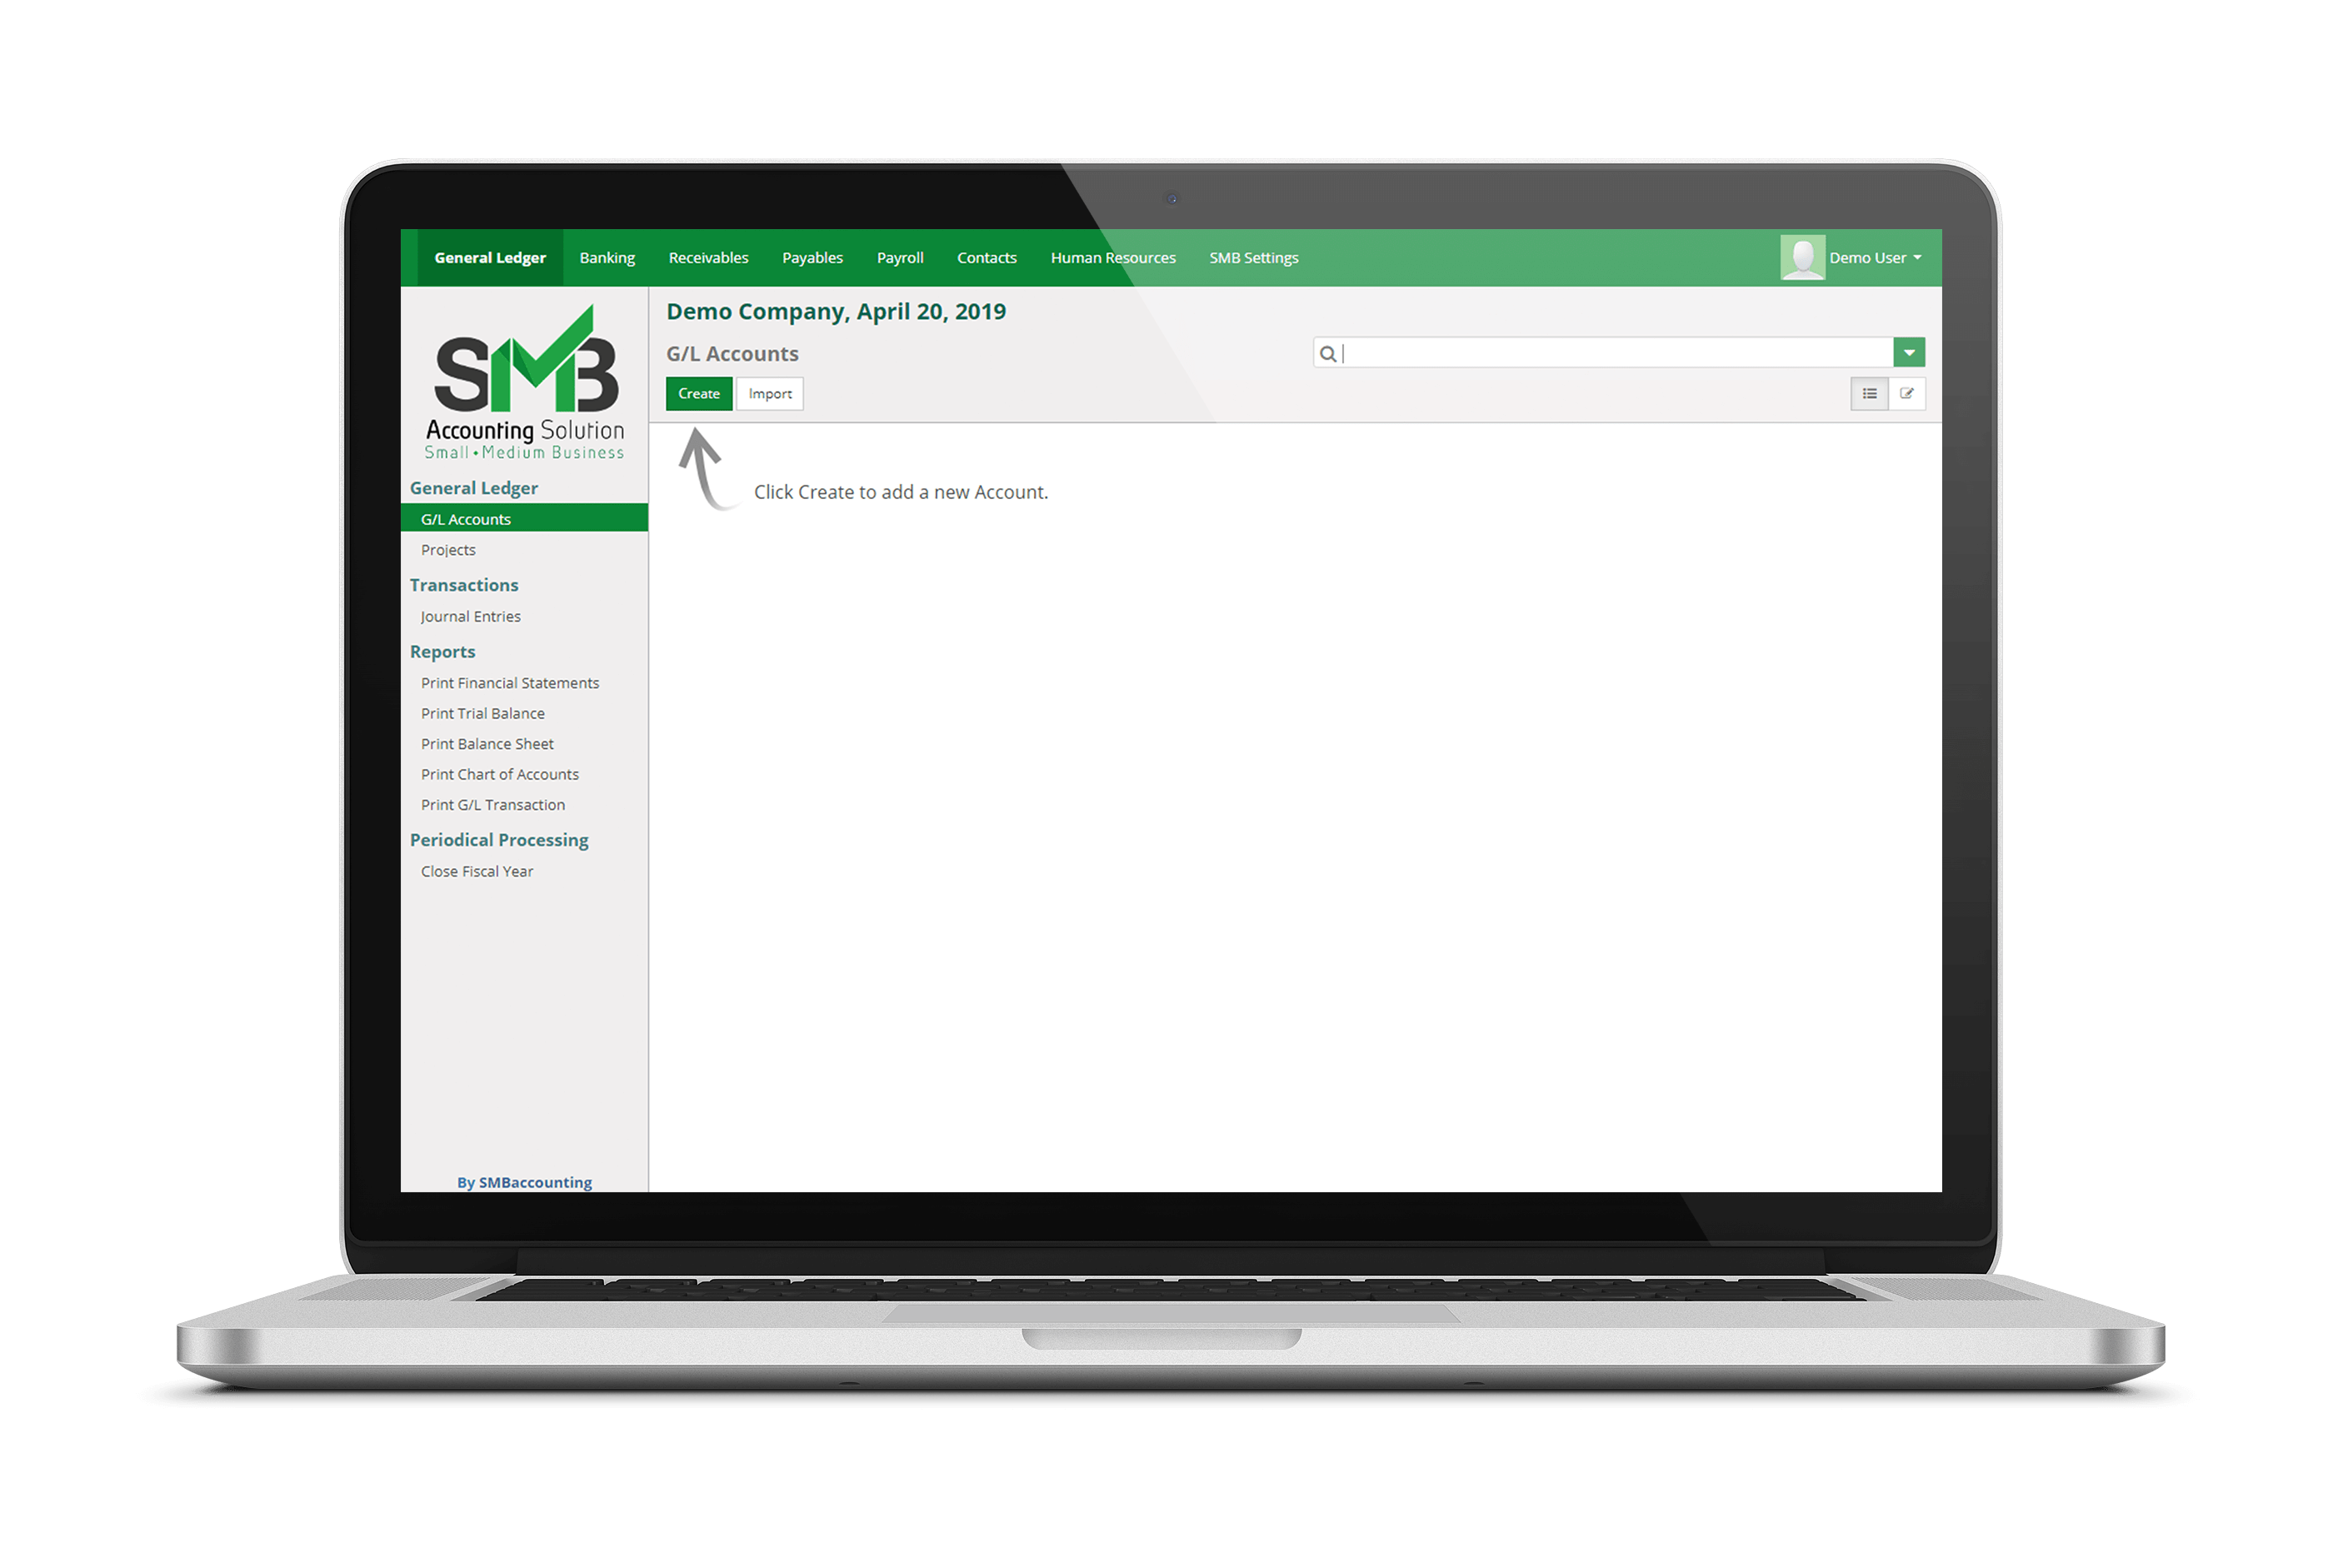 General Ledger Banking Receivables Payables Payroll Contacts Human Resources SMB Settings Demo User
SMB
Accounting Solution
Small • Medium Business
General Ledger
G/L Accounts
Projects
Transactions
Journal Entries
Reports
Print Financial Statements
Print Trial Balance
Print Balance Sheet
Print Chart of Accounts
Print G/L Transaction
Periodical Processing
Close Fiscal Year
By SMBaccounting
Demo Company, April 20, 2019
G/L Accounts
Create Import
Click Create to add a new Account.